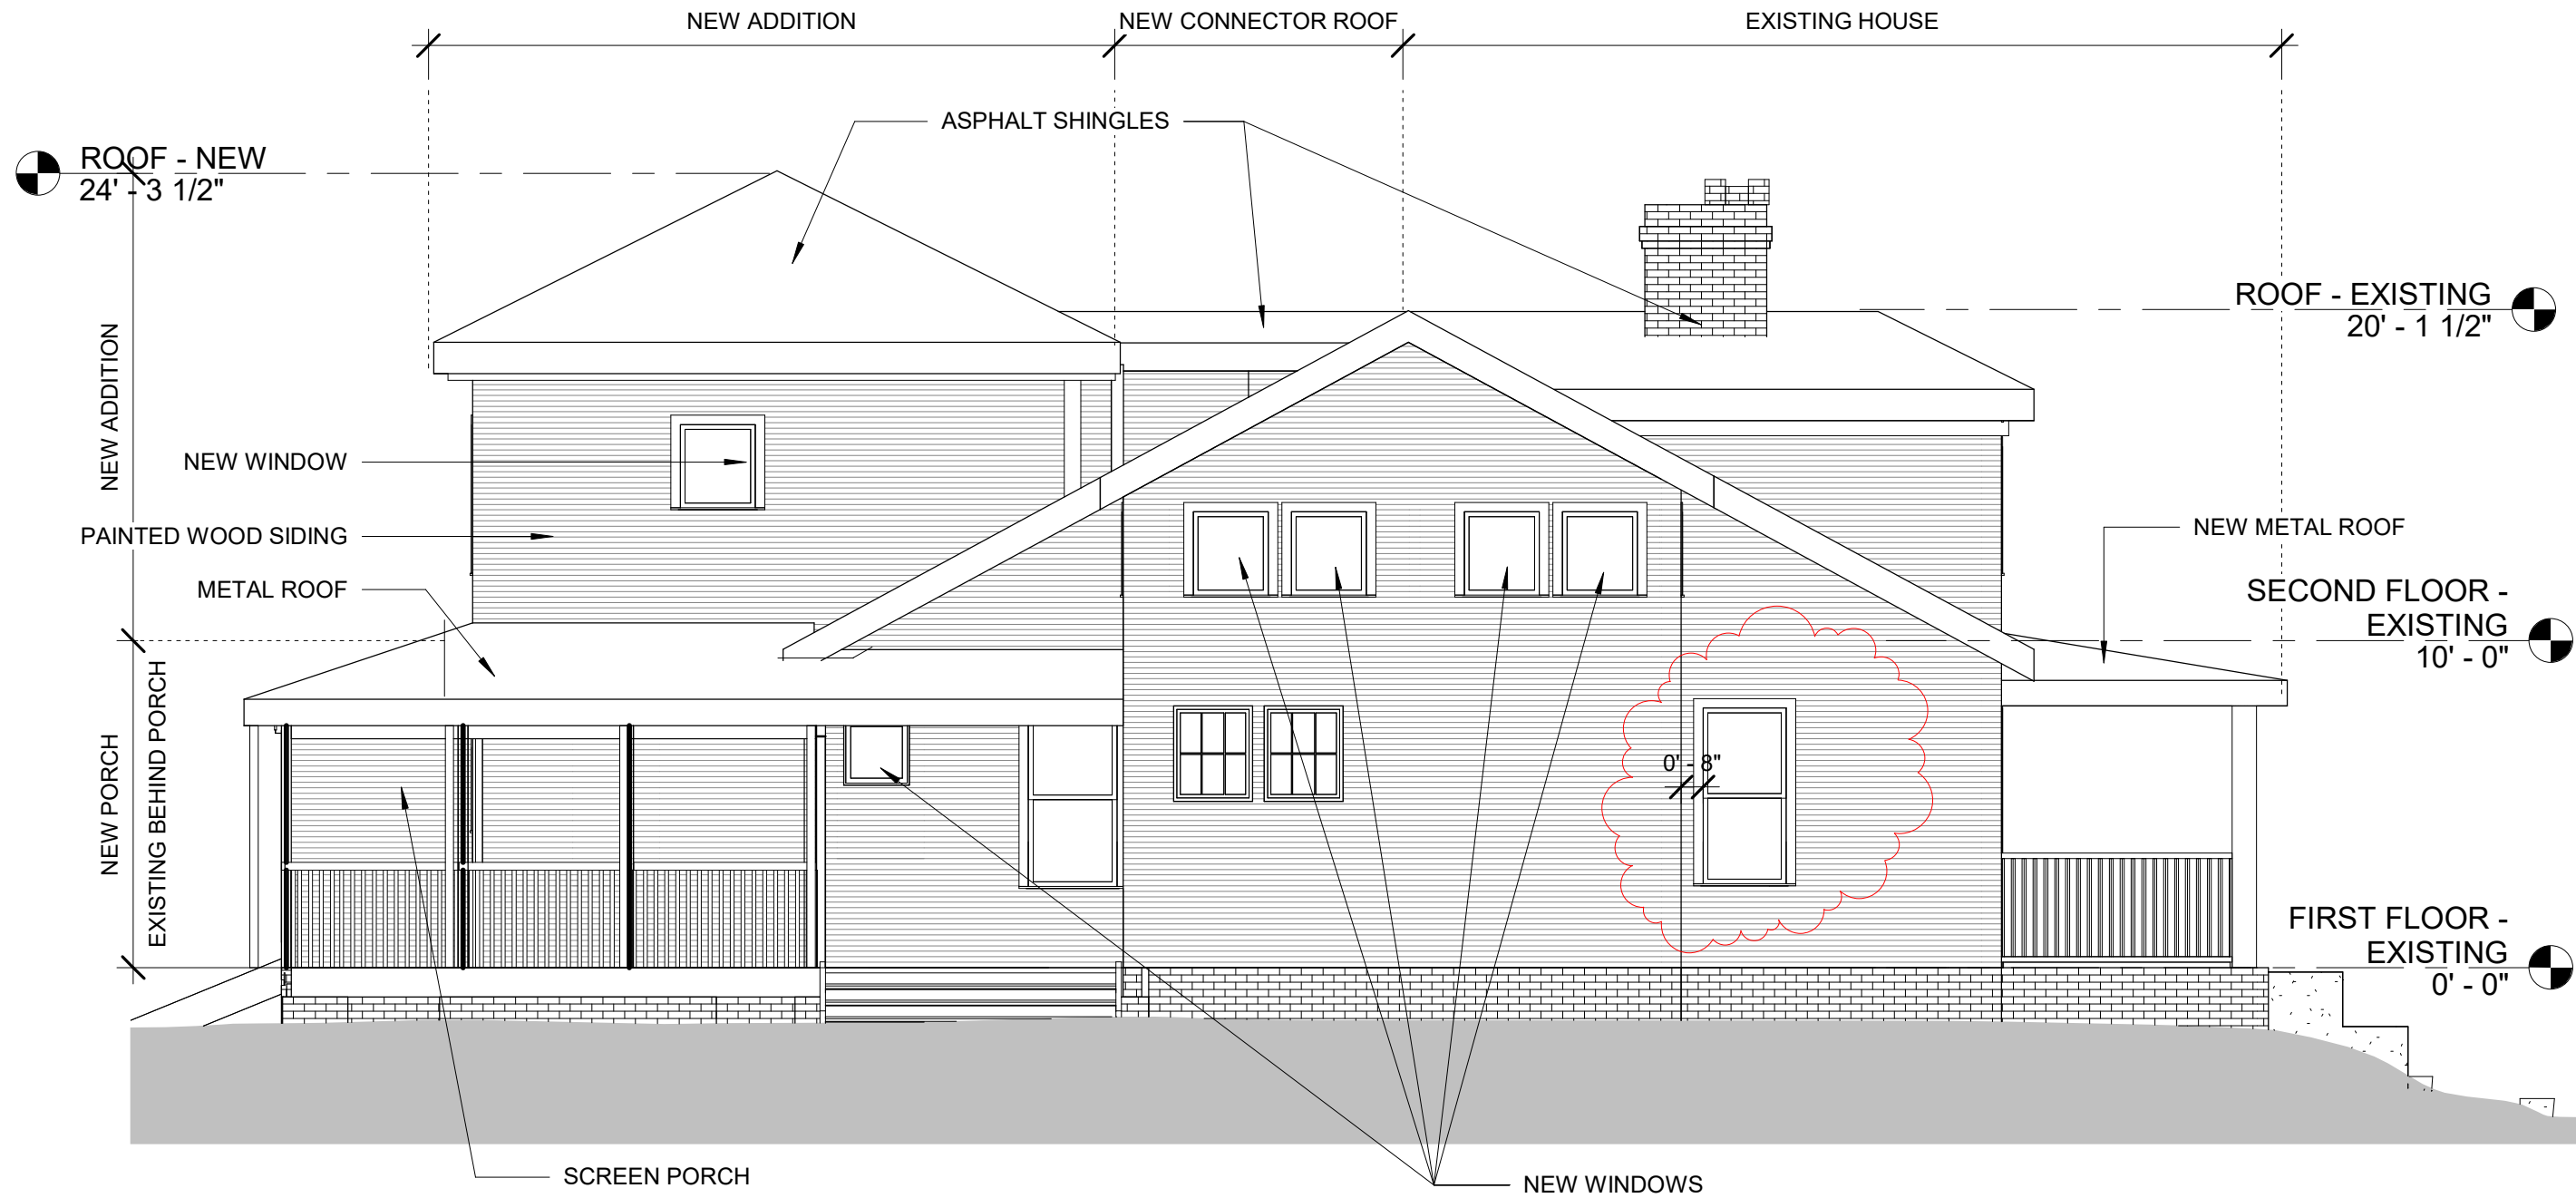 NEW ADDITION
NEW CONNECTOR ROOF
EXISTING HOUSE
ASPHALT SHINGLES
ROOF - NEW
24' - 3 1/2"
ROOF - EXISTING
20' - 1 1/2"
NEW ADDITION
NEW WINDOW
PAINTED WOOD SIDING
METAL ROOF
NEW METAL ROOF
SECOND FLOOR -
EXISTING
10' - 0"
NEW PORCH
EXISTING BEHIND PORCH
0' - 8"
FIRST FLOOR -
EXISTING
0' - 0"
SCREEN PORCH
NEW WINDOWS